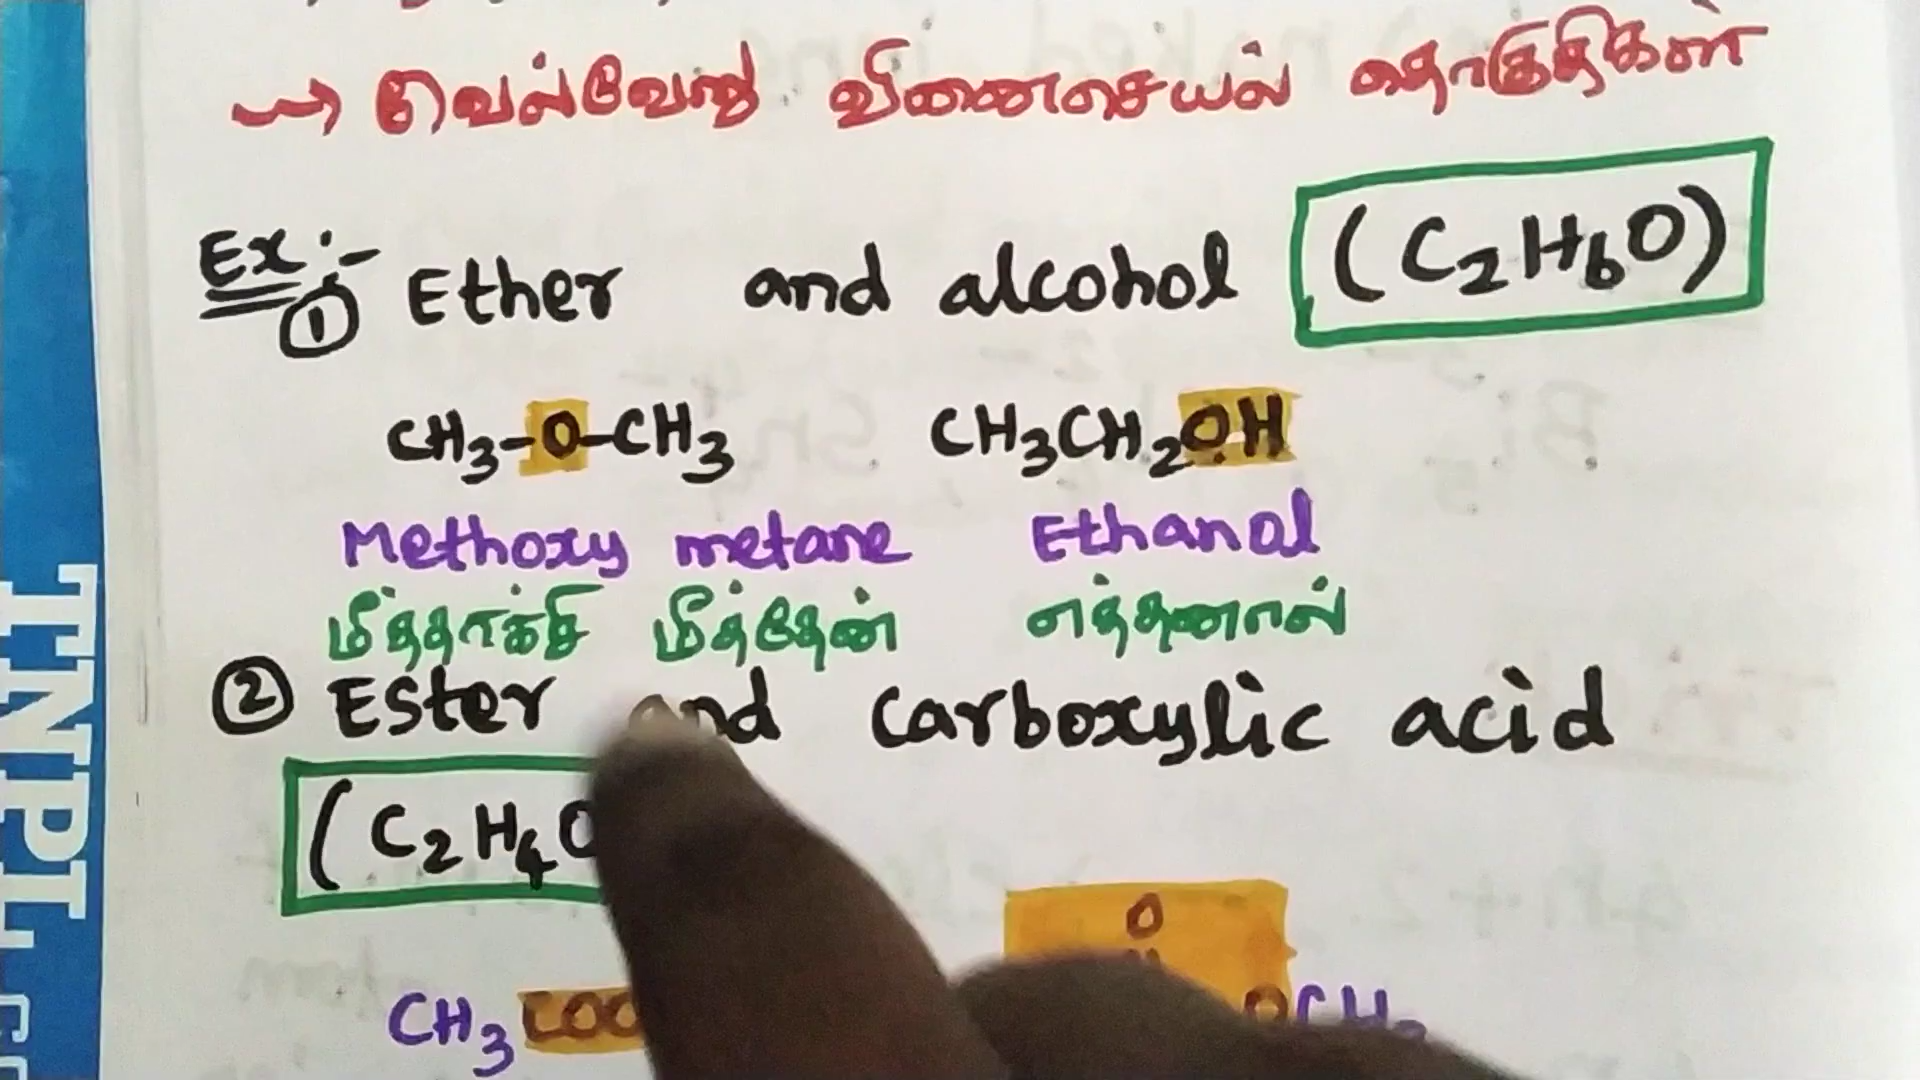 → வெல்வேறு வினைசெயல் தொகுதிகள்
Ex:- ① Ether and alcohol (C2H6O)
CH3-O-CH3 CH3CH2OH
Methoxy metane Ethanol
மீத்தாக்சி மீத்தேன் எத்தனால்
② Ester and carboxylic acid
(C2H4O
O
CH3COO OCH3
TNPL